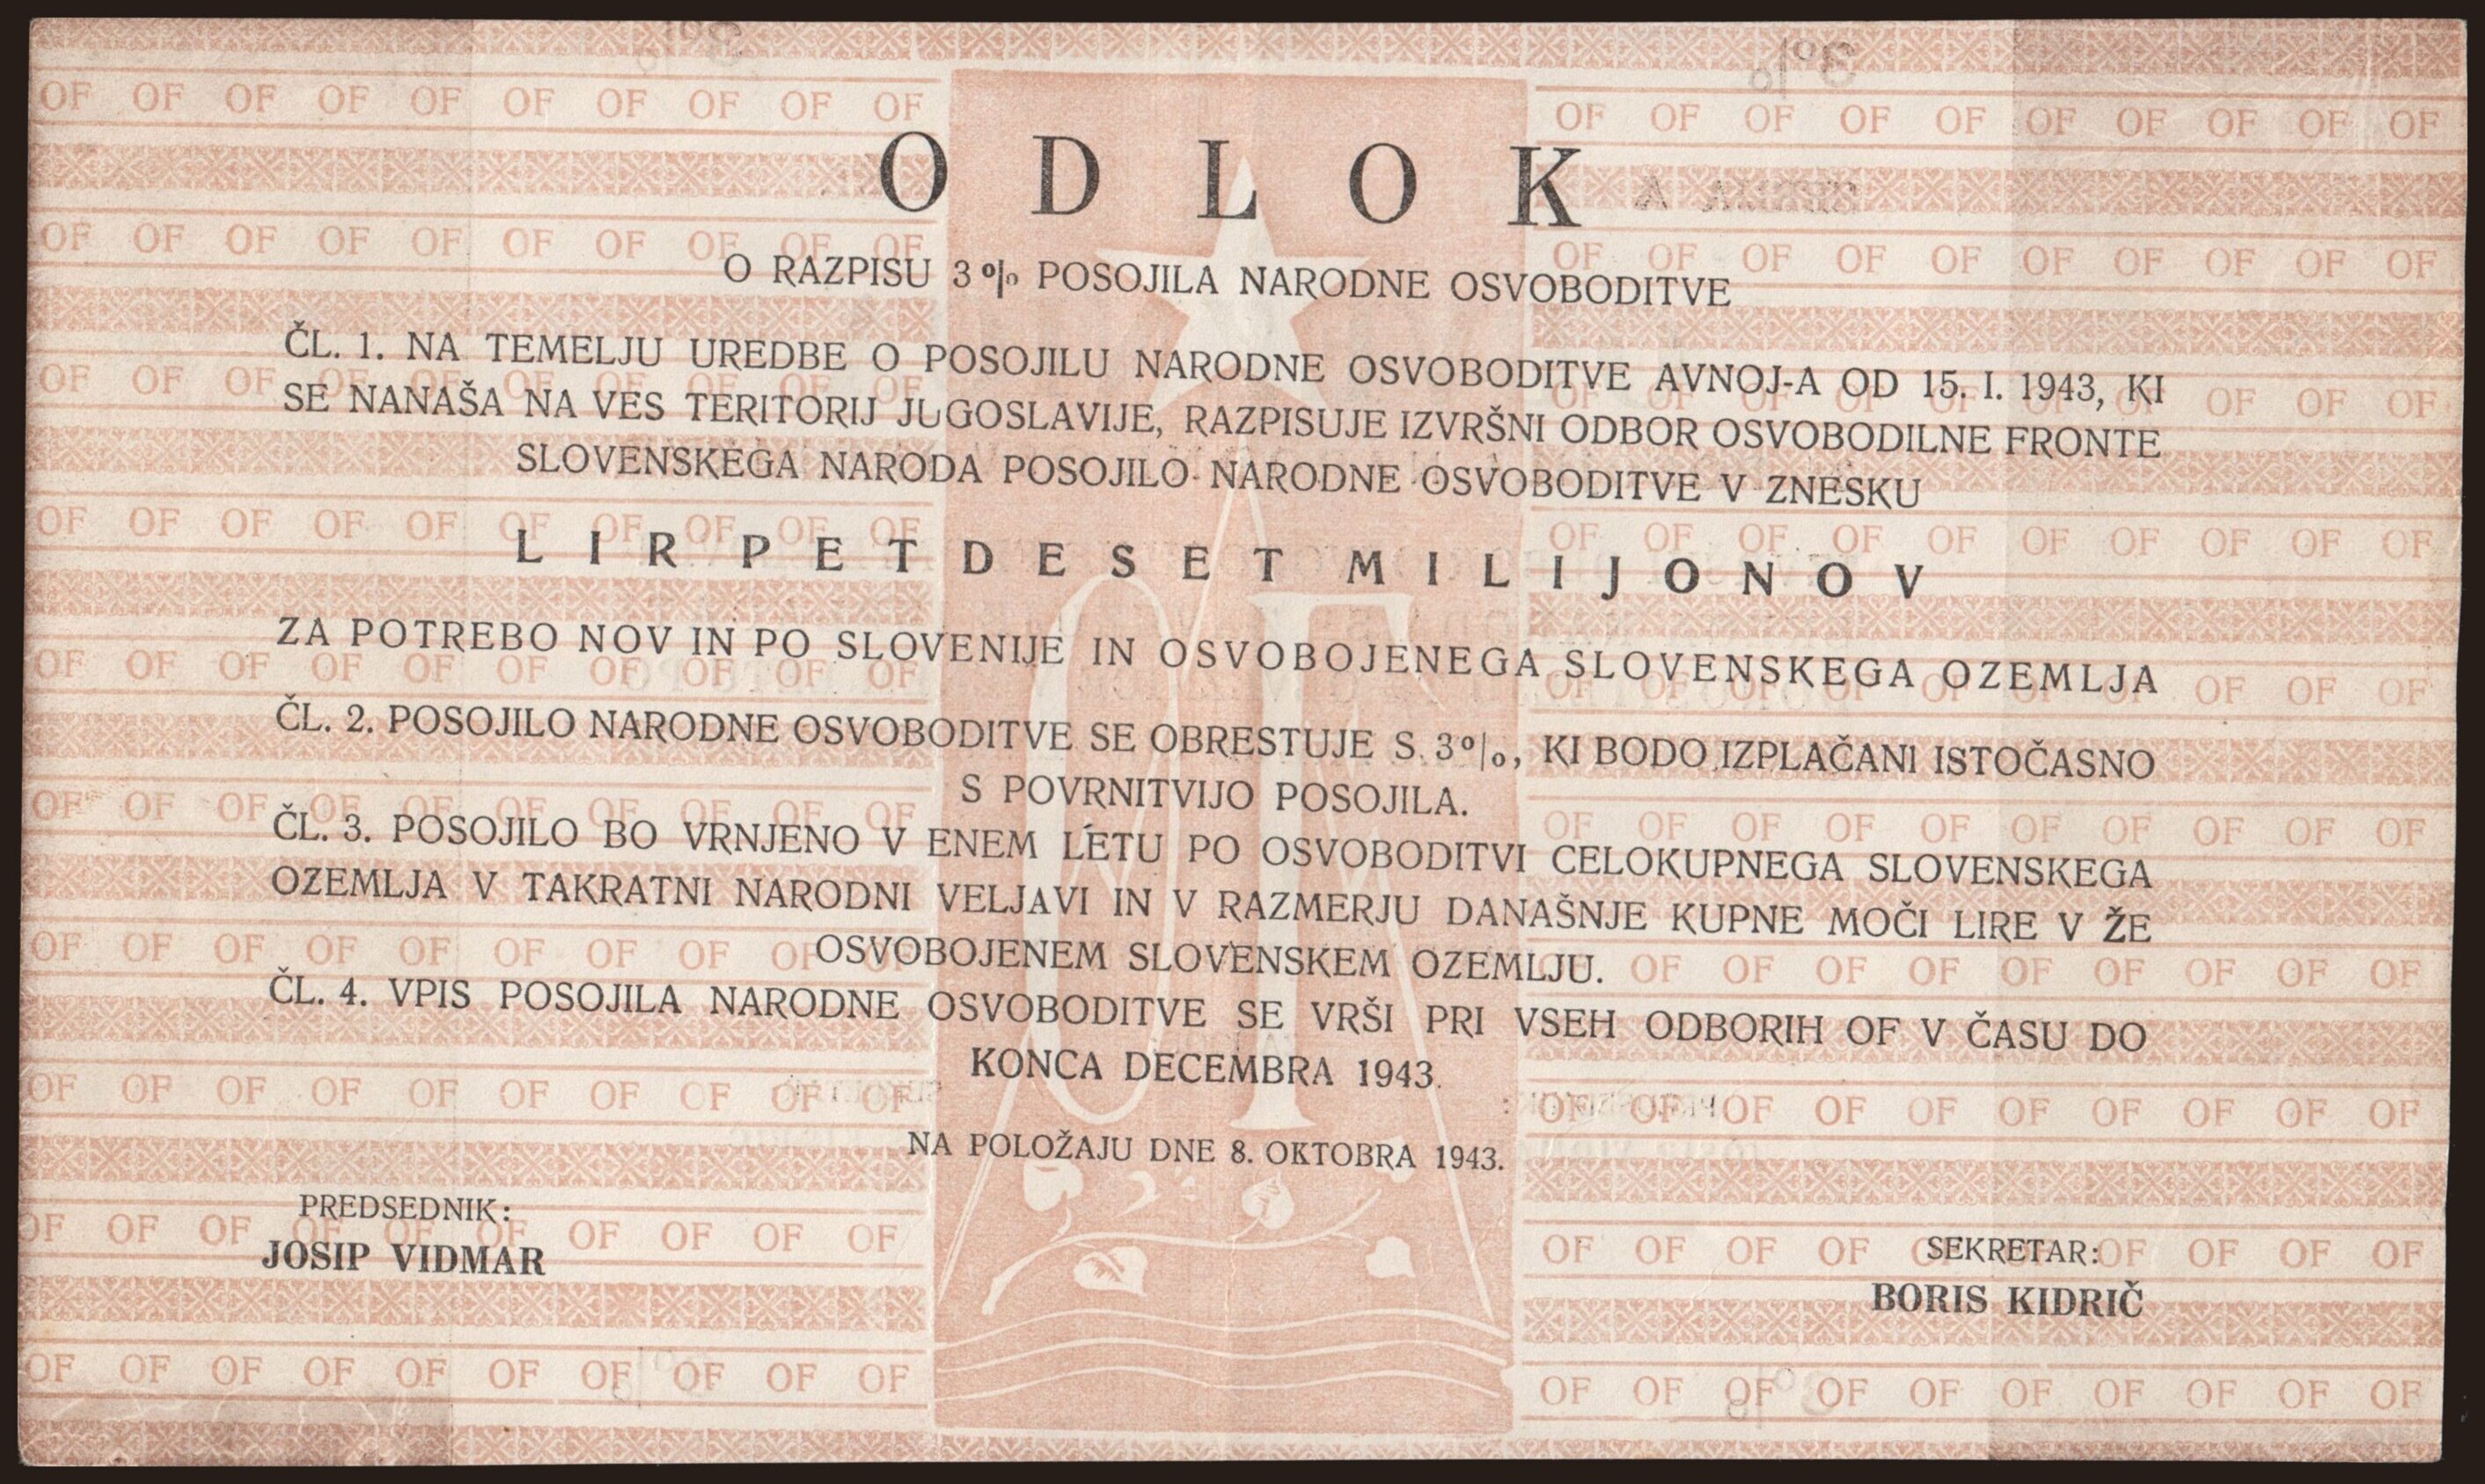 ODLOK
O RAZPISU 3% POSOJILA NARODNE OSVOBODITVE
ČL. 1. NA TEMELJU UREDBE O POSOJILU NARODNE OSVOBODITVE AVNOJ-A OD 15. I. 1943, KI
SE NANAŠA NA VES TERITORIJ JUGOSLAVIJE, RAZPISUJE IZVRŠNI ODBOR OSVOBODILNE FRONTE
SLOVENSKEGA NARODA POSOJILO NARODNE OSVOBODITVE V ZNESKU
LIR PETDESET MILIJONOV
ZA POTREBO NOV IN PO SLOVENIJE IN OSVOBOJENEGA SLOVENSKEGA OZEMLJA
ČL. 2. POSOJILO NARODNE OSVOBODITVE SE OBRESTUJE S 3%, KI BODO IZPLAČANI ISTOČASNO
S POVRNITVIJO POSOJILA.
ČL. 3. POSOJILO BO VRNJENO V ENEM LETU PO OSVOBODITVI CELOKUPNEGA SLOVENSKEGA
OZEMLJA V TAKRATNI NARODNI VELJAVI IN V RAZMERJU DANAŠNJE KUPNE MOČI LIRE V ŽE
OSVOBOJENEM SLOVENSKEM OZEMLJU.
ČL. 4. VPIS POSOJILA NARODNE OSVOBODITVE SE VRŠI PRI VSEH ODBORIH OF V ČASU DO
KONCA DECEMBRA 1943.
NA POLOŽAJU DNE 8. OKTOBRA 1943.
PREDSEDNIK:
JOSIP VIDMAR
SEKRETAR:
BORIS KIDRIČ
OF